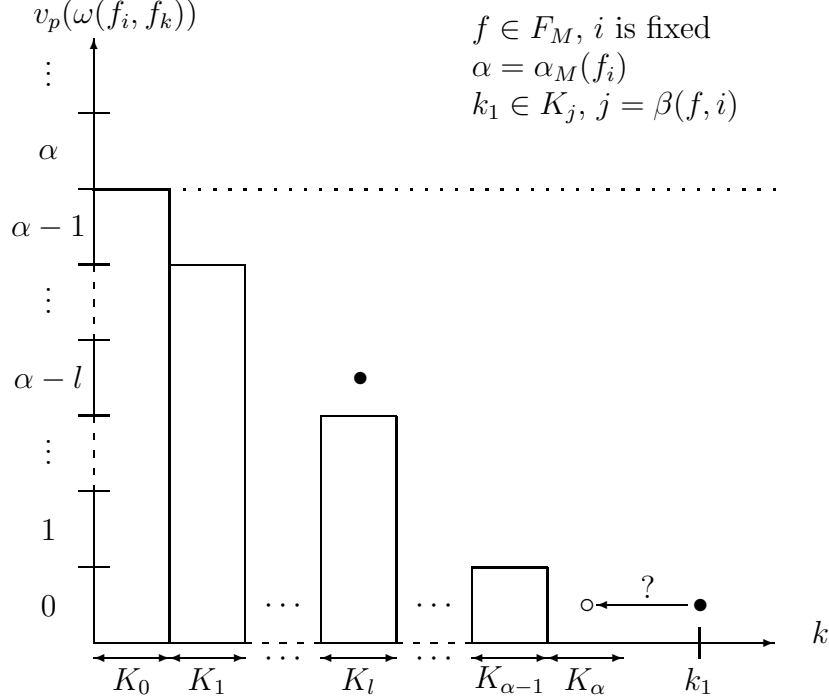 v_p(ω(f_i, f_k))
f ∈ F_M, i is fixed
α = α_M(f_i)
k_1 ∈ K_j, j = β(f, i)
⋮
α
α − 1
⋮
α − l
⋮
1
0
··· ···
?
k
··· ···
K_0 K_1 K_l K_{α−1} K_α k_1